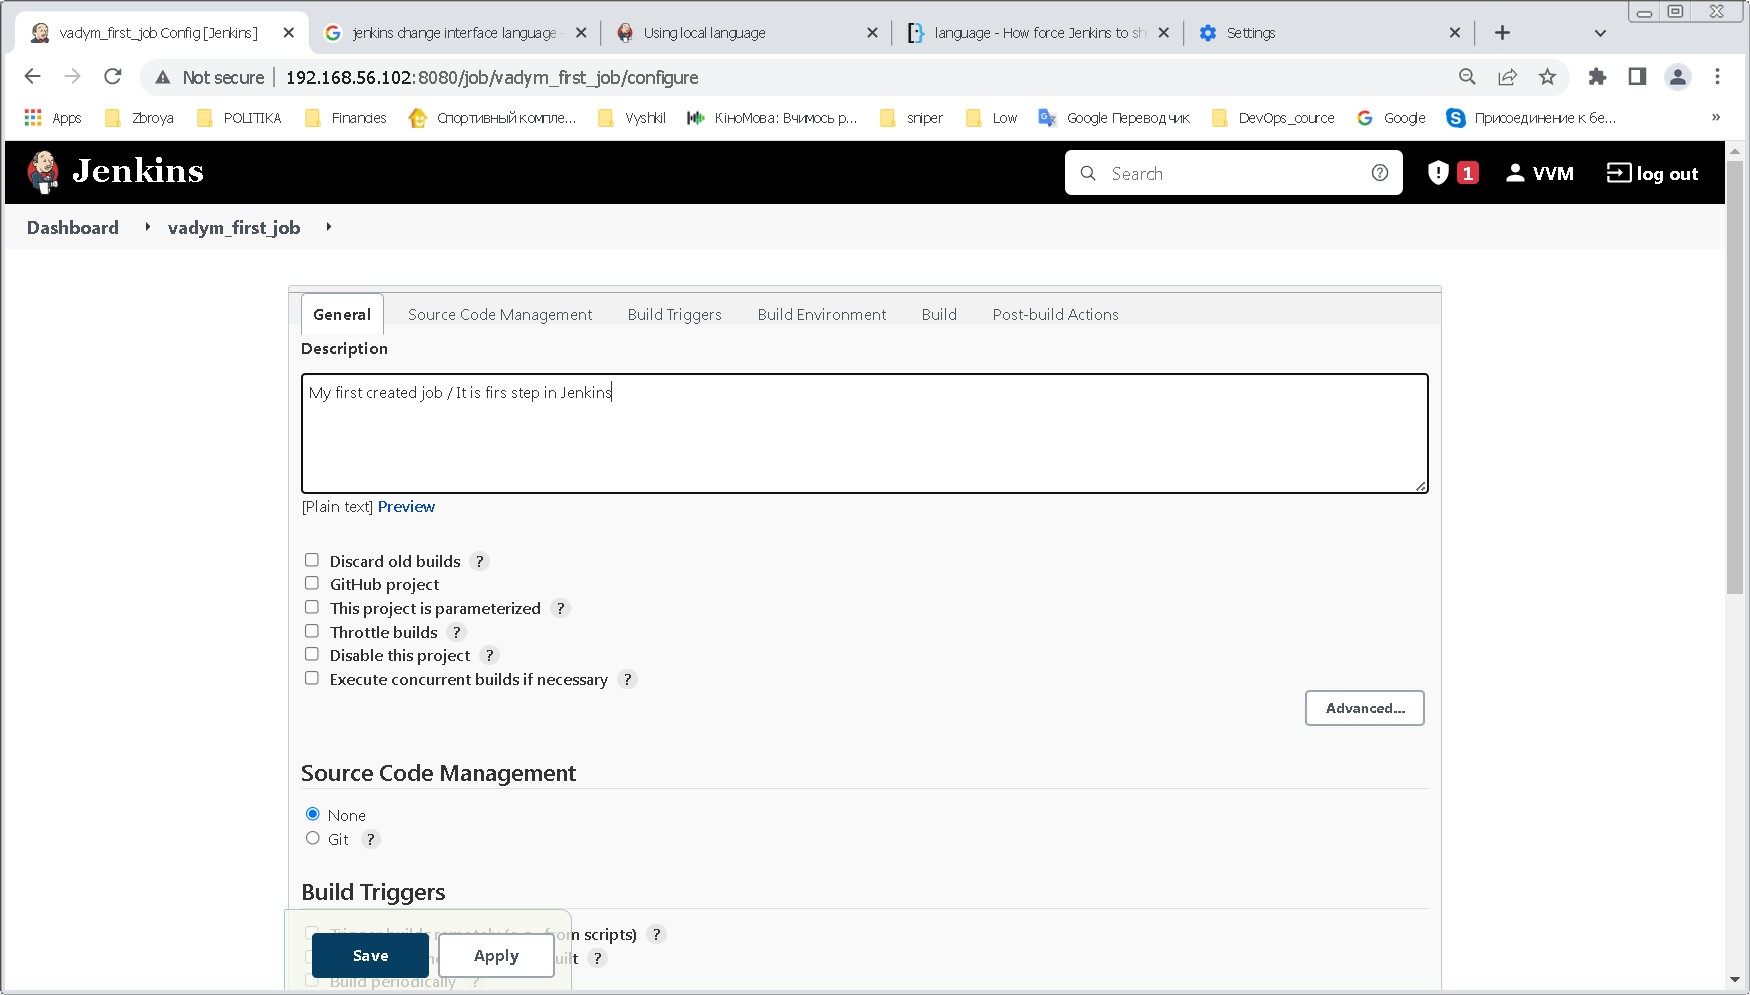 vadym_first_job Config [Jenkins]
jenkins change interface language -
Using local language
language - How force Jenkins to sh
Settings
Not secure
192.168.56.102:8080/job/vadym_frst_job/configure
Apps
Zbroya
POLITIKA
Financies
Спортивный компле...
Vyshkil
КіноМова: Вчимось р...
sniper
Low
Google Переводчик
DevOps_cource
Google
Присоединение к бе...
»
Jenkins
Search
1
VVM
log out
Dashboard
vadym_first_job
General
Source Code Management
Build Triggers
Build Environment
Build
Post-build Actions
Description
My first created job / It is firs step in Jenkins
[Plain text] Preview
Discard old builds ?
GitHub project
This project is parameterized ?
Throttle builds ?
Disable this project ?
Execute concurrent builds if necessary ?
Advanced...
Source Code Management
None
Git ?
Build Triggers
Trigger builds remotely (e.g., from scripts) ?
uilt ?
Build periodically ?
Save
Apply